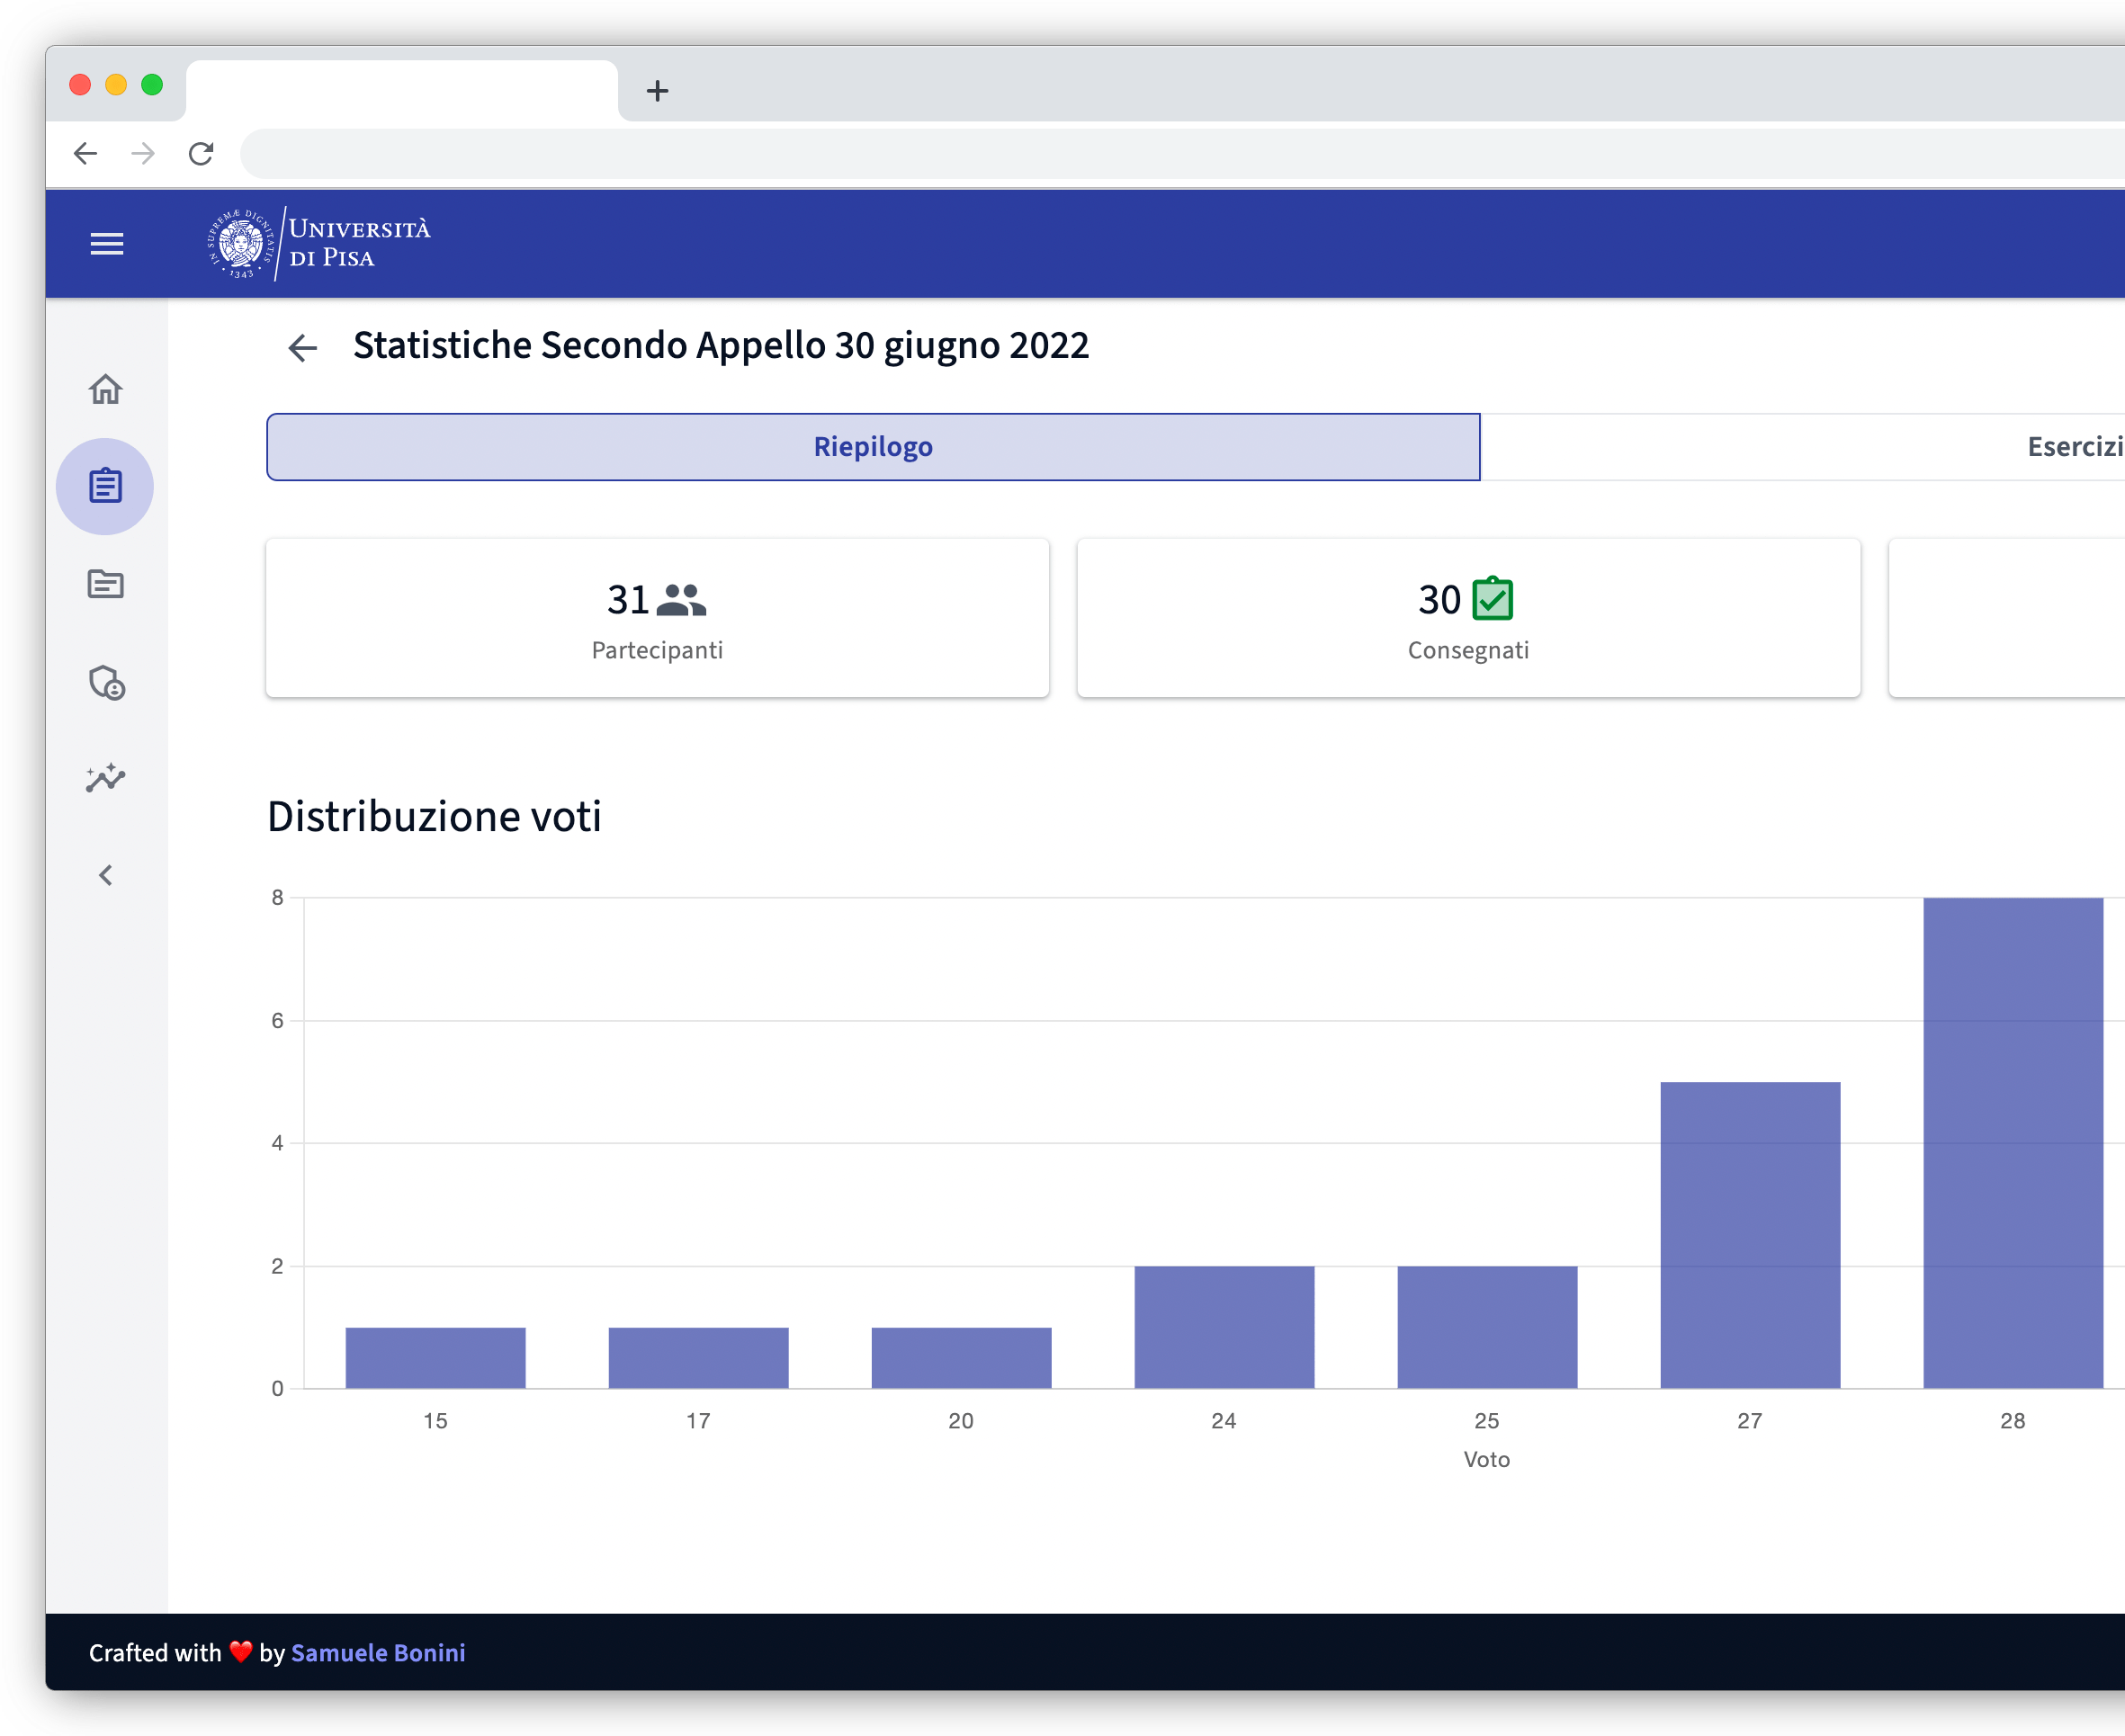 IN SUPREMÆ DIGNITATIS
· 1343 ·
UNIVERSITÀ
DI PISA
Statistiche Secondo Appello 30 giugno 2022
Riepilogo
Esercizi
31
Partecipanti
30
Consegnati
Distribuzione voti
8
6
4
2
0
15 17 20 24 25 27 28
Voto
Crafted with ❤️ by Samuele Bonini